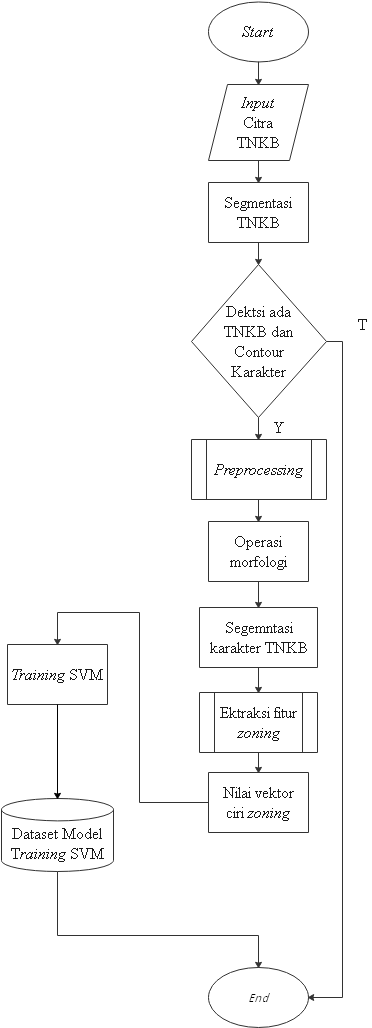 Start
Input
Citra
TNKB
Segmentasi
TNKB
Dektsi ada
TNKB dan
Contour
Karakter
T
Y
Preprocessing
Operasi
morfologi
Segemntasi
karakter TNKB
Ektraksi fitur
zoning
Nilai vektor
ciri zoning
Training SVM
Dataset Model
Training SVM
End